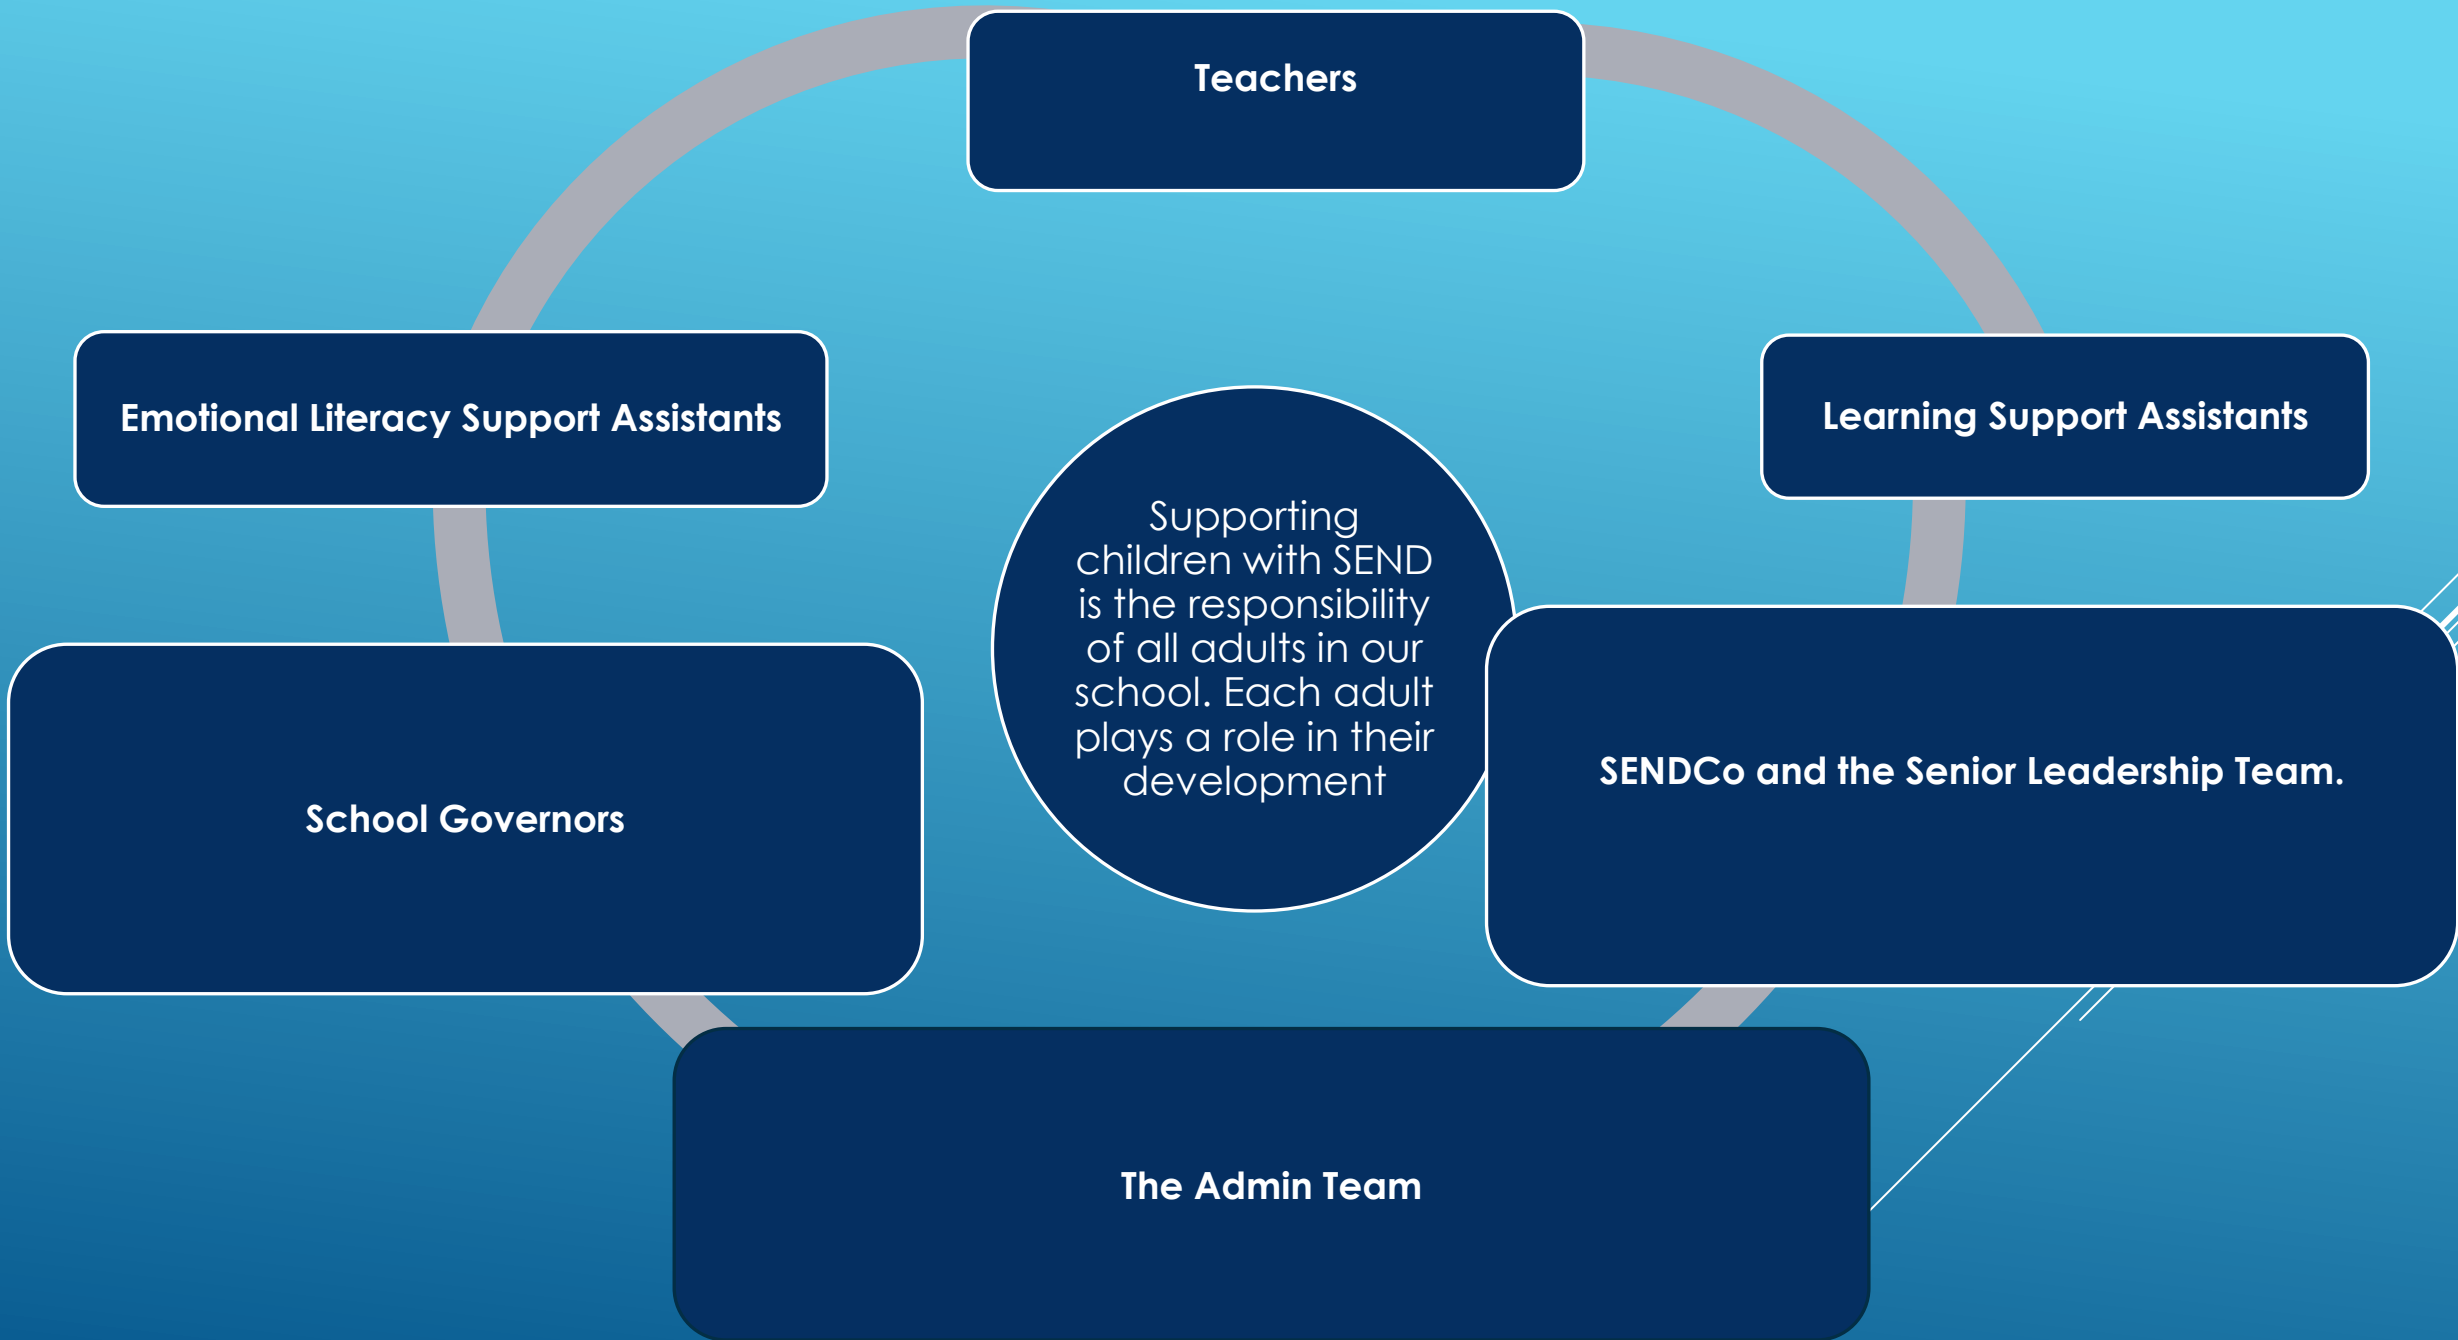 Teachers
Emotional Literacy Support Assistants
Learning Support Assistants
Supporting
children with SEND
is the responsibility
of all adults in our
school. Each adult
plays a role in their
development
SENDCo and the Senior Leadership Team.
School Governors
The Admin Team